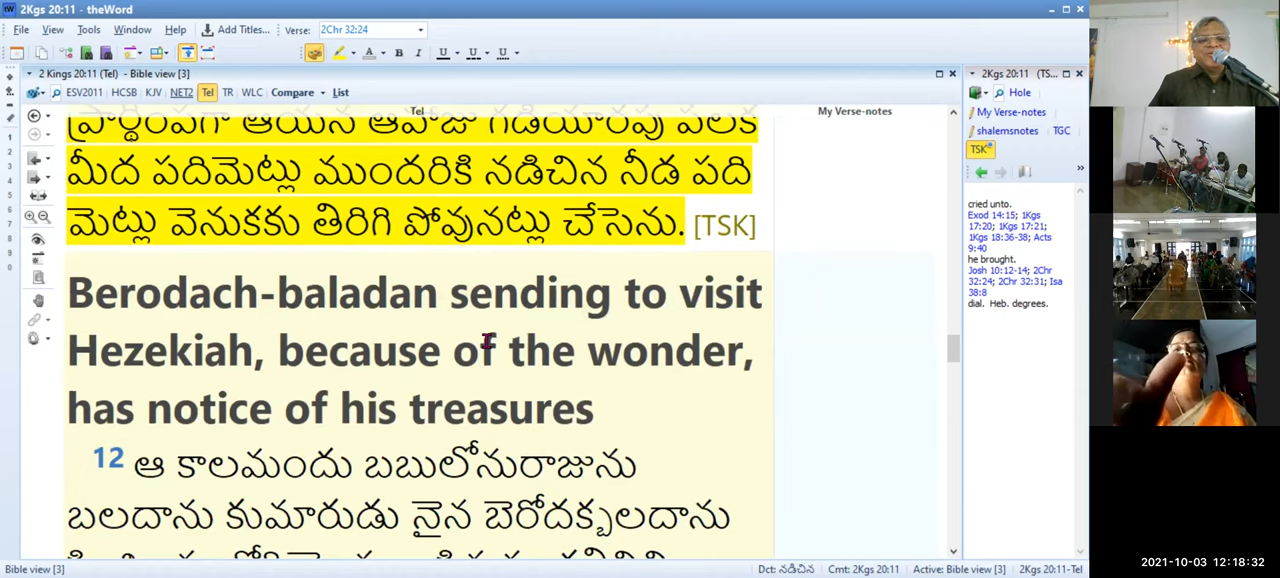 2Kgs 20:11 - theWord
File View Tools Window Help Add Titles... Verse: 2Chr 32:24
2 Kings 20:11 (Tel) - Bible view [3]
ESV2011 HCSB KJV NET2 Tel TR WLC Compare List
Tel My Verse-notes
ప్రార్థింపగా ఆయన ఆహాజు గడియారపు పలక
మీద పదిమెట్లు ముందరికి నడిచిన నీడ పది
మెట్లు వెనుకకు తిరిగి పోవునట్లు చేసెను. [TSK]
Berodach-baladan sending to visit
Hezekiah, because of the wonder,
has notice of his treasures
12 ఆ కాలమందు బబులోనురాజును
బలదాను కుమారుడు నైన బెరోదక్బలదాను
2Kgs 20:11 (TS...
Hole
My Verse-notes
shalemsnotes TGC
TSK
cried unto.
Exod 14:15; 1Kgs
17:20; 1Kgs 17:21;
1Kgs 18:36-38; Acts
9:40
he brought.
Josh 10:12-14; 2Chr
32:24; 2Chr 32:31; Isa
38:8
dial. Heb. degrees.
Bible view [3] Dct: నడిచిన Cmt: 2Kgs 20:11 Active: Bible view [3] 2Kgs 20:11-Tel
2021-10-03 12:18:32